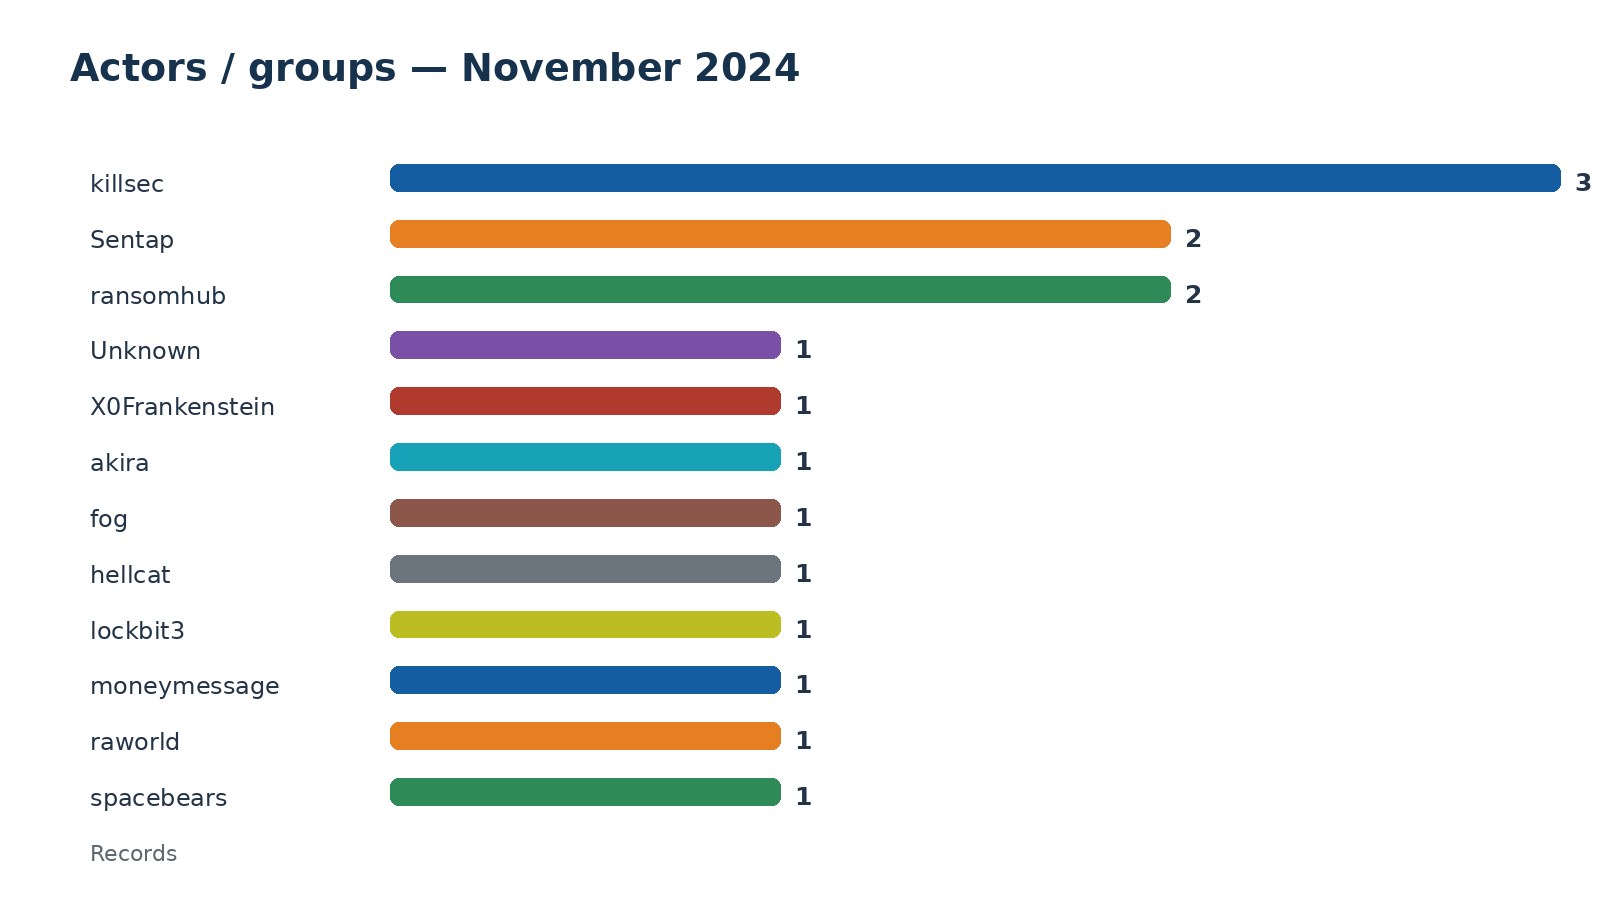 Actors / groups — November 2024
killsec 3
Sentap 2
ransomhub 2
Unknown 1
X0Frankenstein 1
akira 1
fog 1
hellcat 1
lockbit3 1
moneymessage 1
raworld 1
spacebears 1
Records